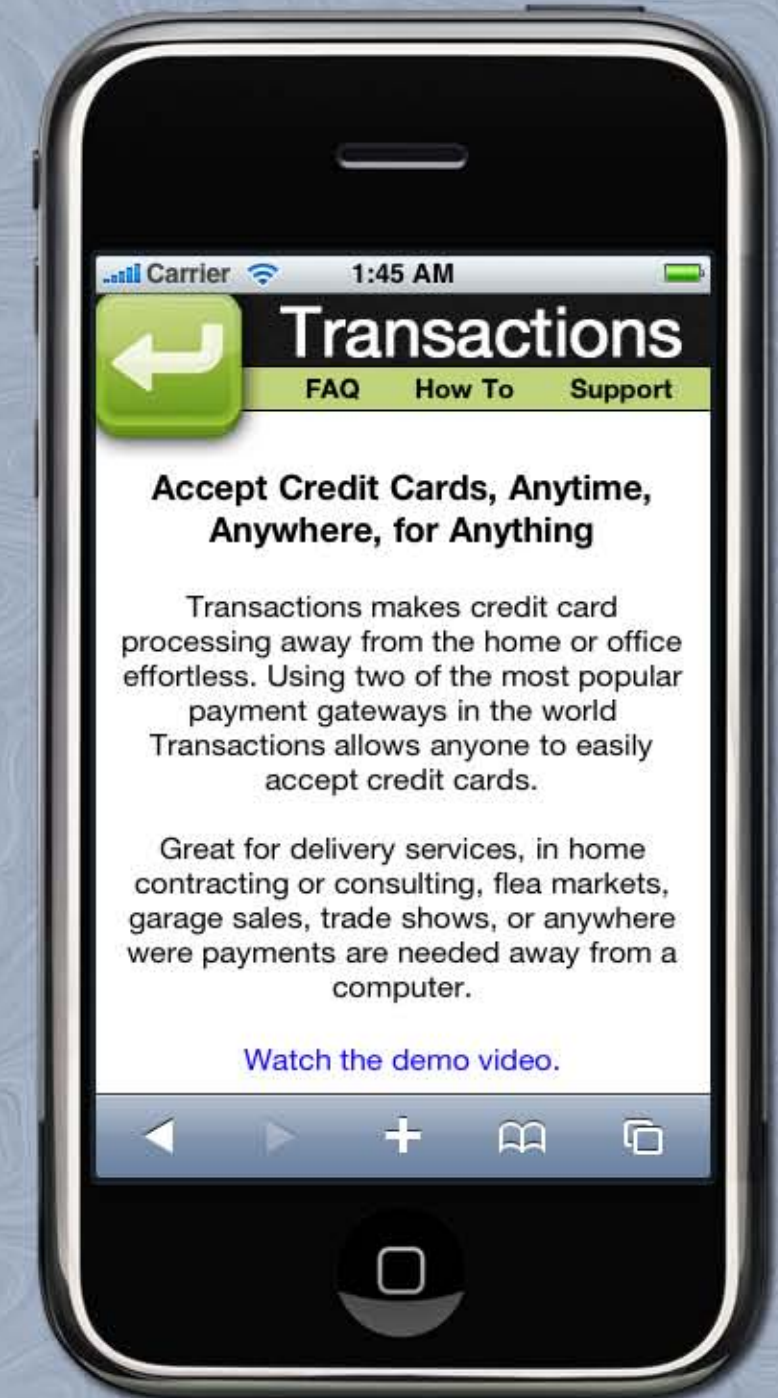 Carrier 1:45 AM
Transactions
FAQ How To Support
Accept Credit Cards, Anytime,
Anywhere, for Anything
Transactions makes credit card
processing away from the home or office
effortless. Using two of the most popular
payment gateways in the world
Transactions allows anyone to easily
accept credit cards.
Great for delivery services, in home
contracting or consulting, flea markets,
garage sales, trade shows, or anywhere
were payments are needed away from a
computer.
Watch the demo video.